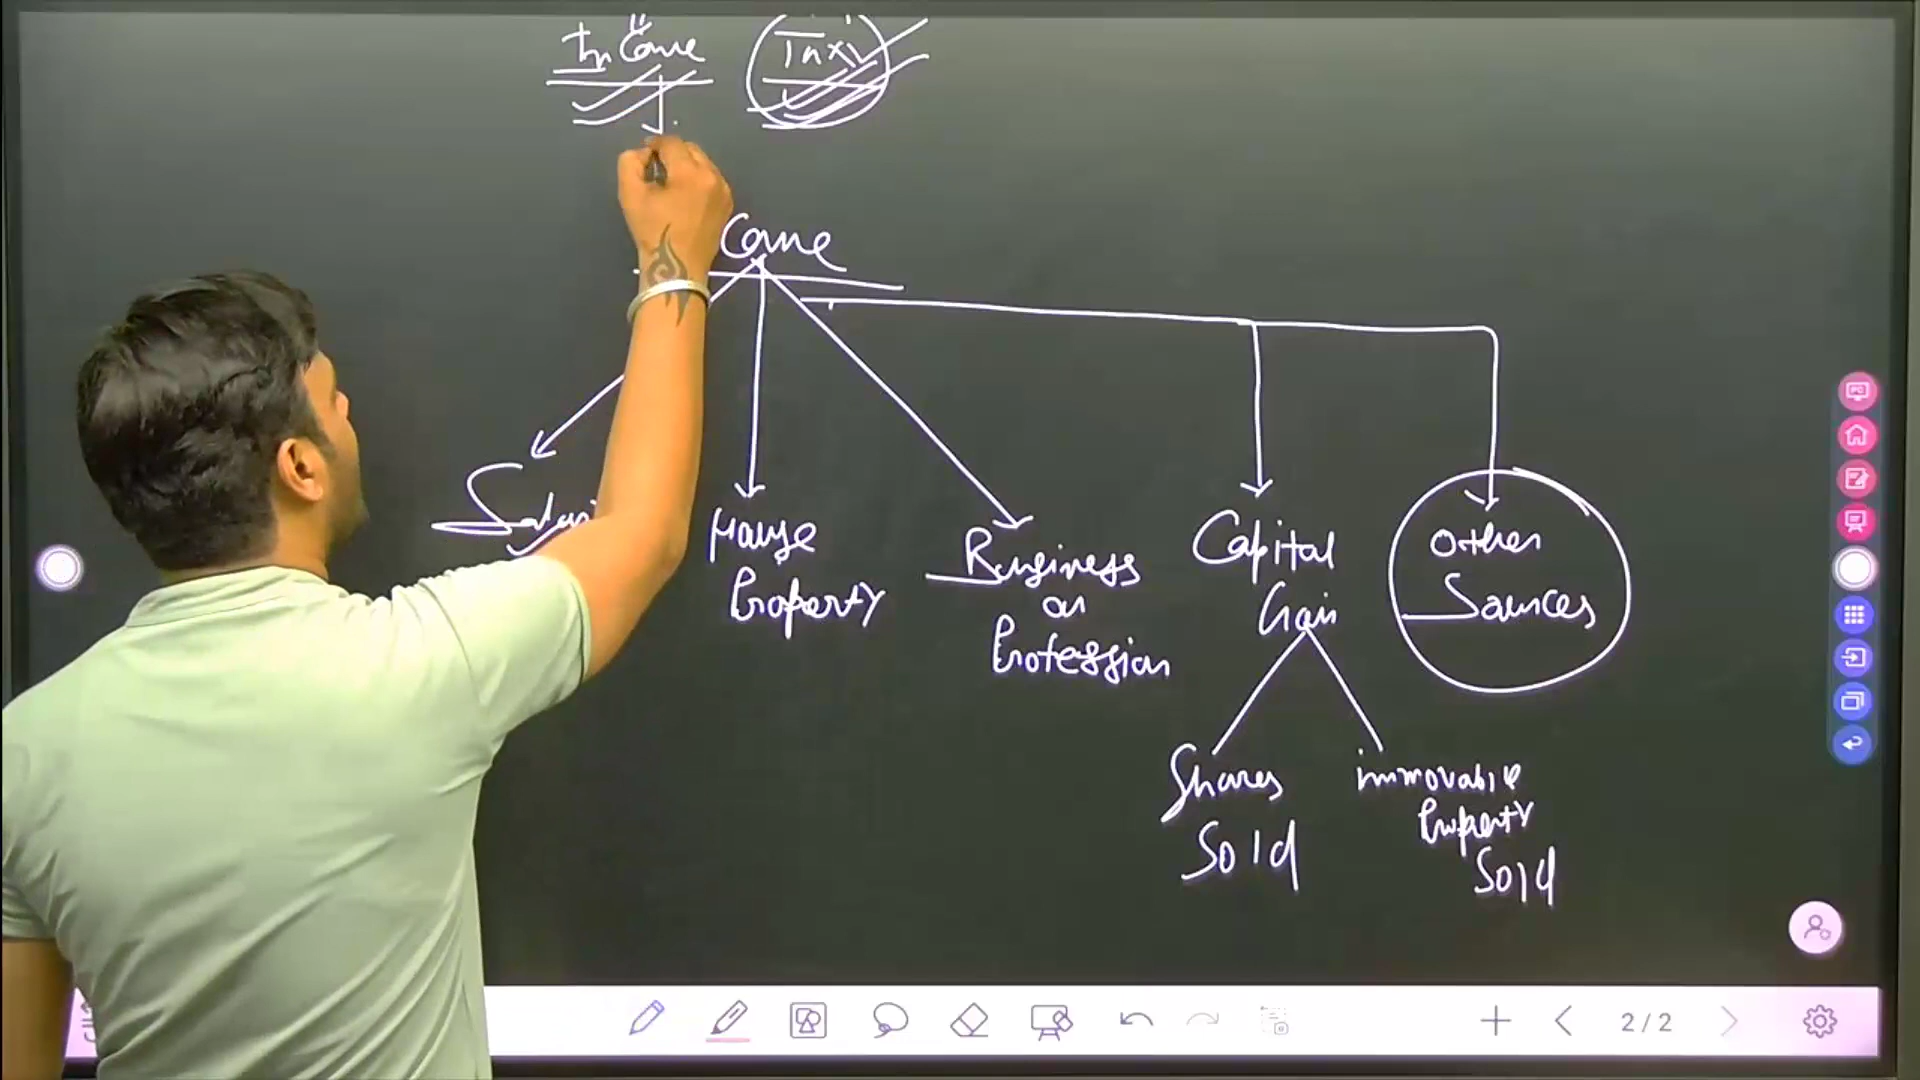 InCome Tax
Come
Salari
House
Property
Business
or
Profession
Capital
Gain
Other
Sources
Shares
Sold
immovable
Property
Sold
2/2